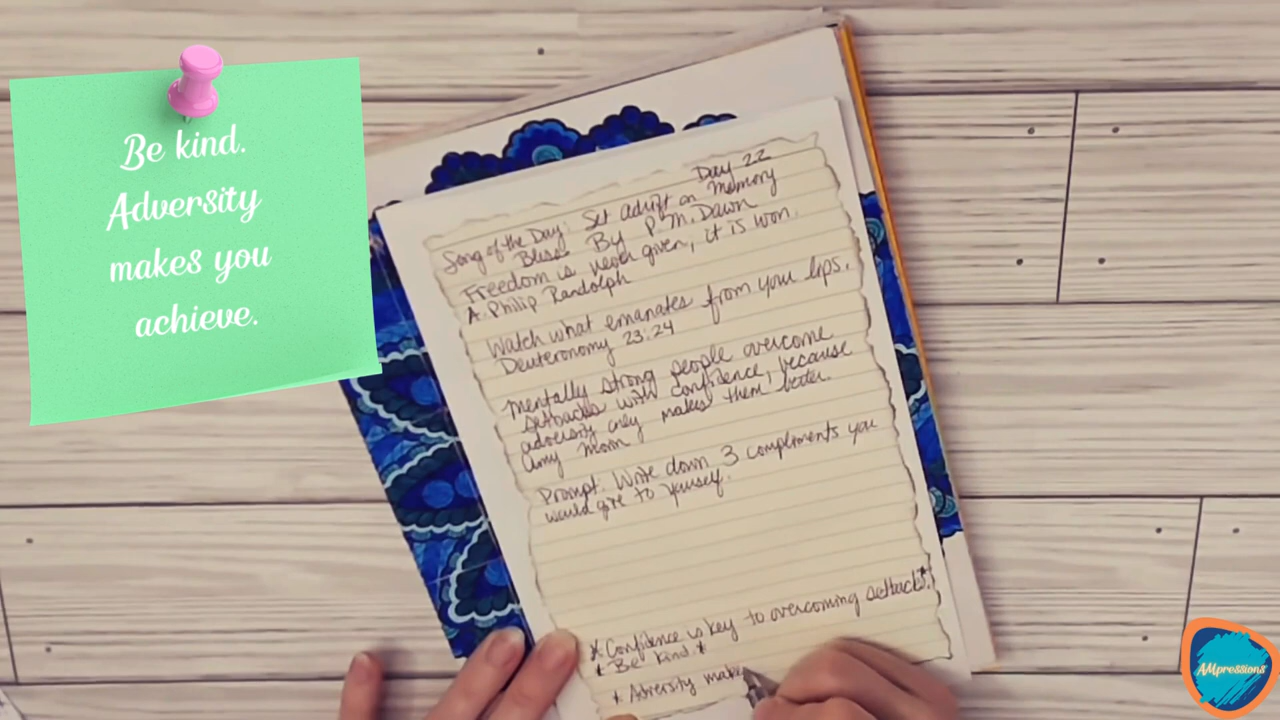 Be kind.
Adversity
makes you
achieve.
Day 22
Song of the Day: Set adrift on Memory
Bliss By P.M. Dawn
Freedom is never given, it is won.
A. Philip Randolph
Watch what emanates from your lips.
Deuteronomy 23:24
Mentally strong people overcome
setbacks with confidence, because
adversity only makes them better.
Amy Morin
Prompt. Write down 3 compliments you
would give to yourself.
* Confidence is key to overcoming setbacks.*
* Be kind. *
* Adversity make
AMpressions